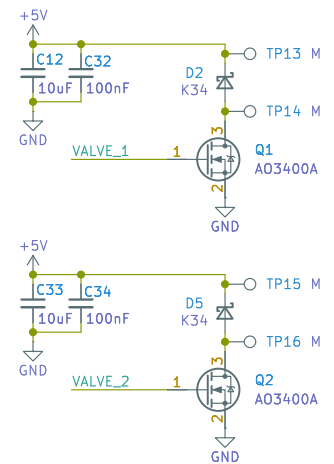 +5V
C12 C32 TP13 M
D2
10uF 100nF K34
TP14 M
GND
3
VALVE_1 1 Q1
AO3400A
2
GND
+5V
C33 C34 TP15 M
D5
10uF 100nF K34
TP16 M
GND
3
VALVE_2 1 Q2
AO3400A
2
GND